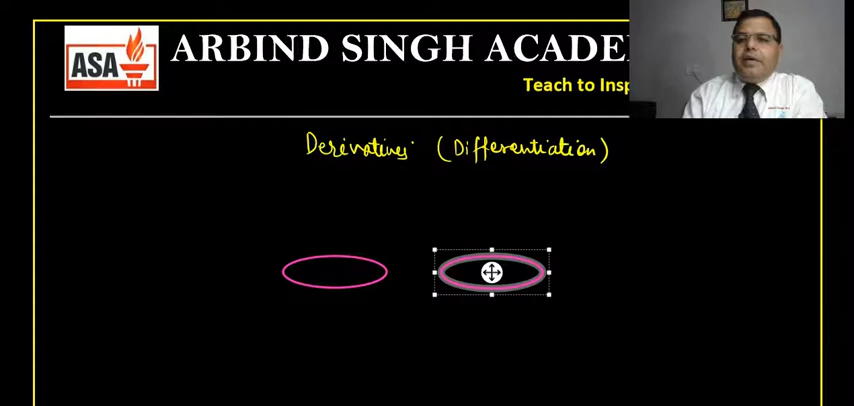 ASA
ARBIND SINGH ACADE
Teach to Insp
Derivatives (Differentiation)